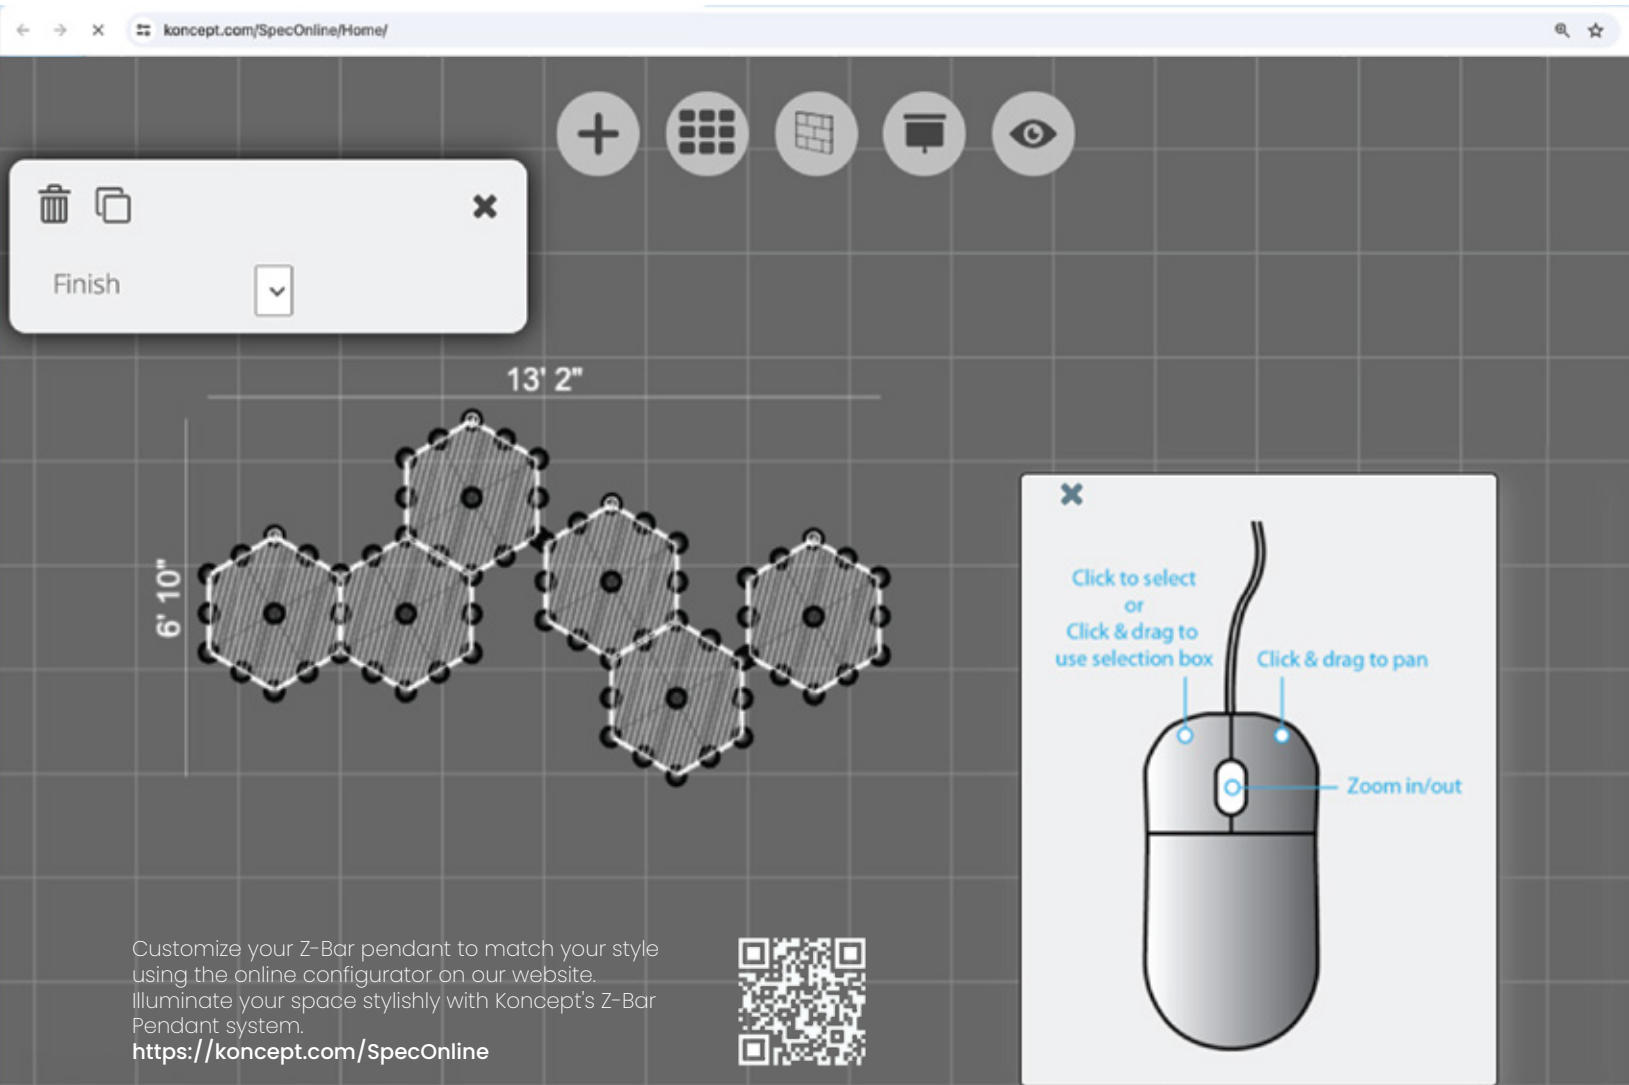 koncept.com/SpecOnline/Home/
Finish
13' 2"
6' 10"
Click to select
or
Click & drag to
use selection box
Click & drag to pan
Zoom in/out
Customize your Z-Bar pendant to match your style
using the online configurator on our website.
Illuminate your space stylishly with Koncept's Z-Bar
Pendant system.
https://koncept.com/SpecOnline